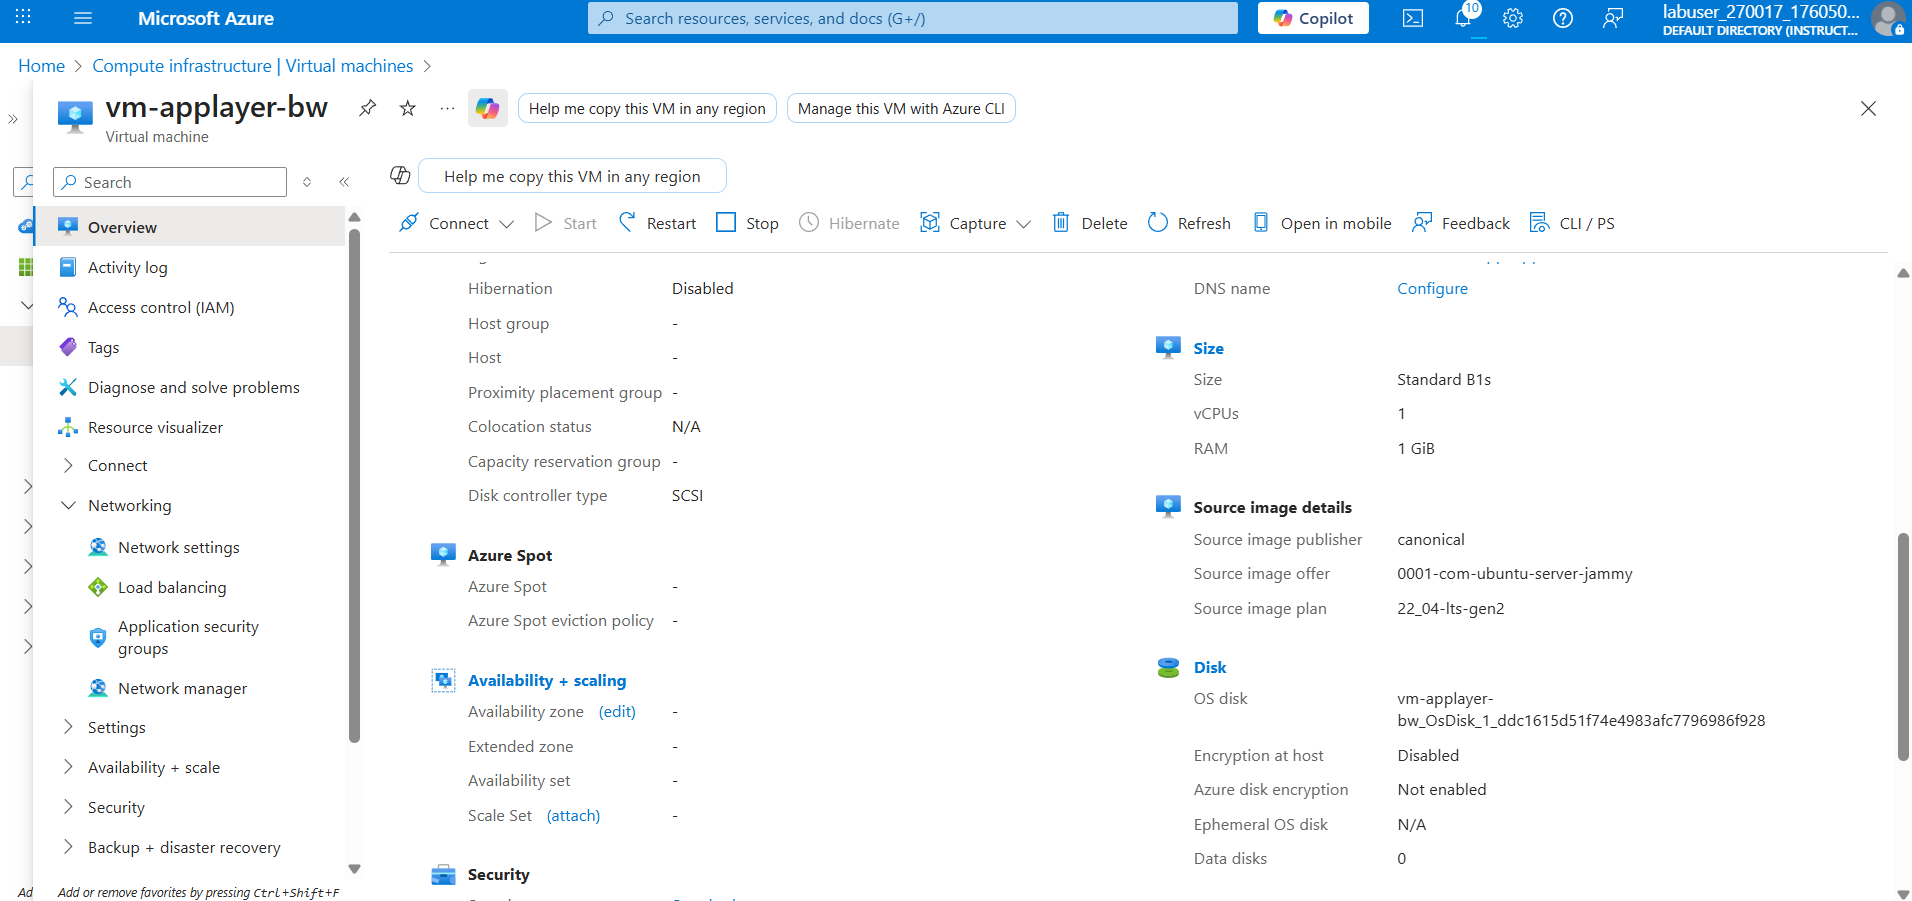 Microsoft Azure
Search resources, services, and docs (G+/)
Copilot
10
labuser_270017_176050...
DEFAULT DIRECTORY (INSTRUCT...
Home > Compute infrastructure | Virtual machines >
vm-applayer-bw
Virtual machine
Help me copy this VM in any region
Manage this VM with Azure CLI
Search
Help me copy this VM in any region
Connect
Start
Restart
Stop
Hibernate
Capture
Delete
Refresh
Open in mobile
Feedback
CLI / PS
Overview
Activity log
Access control (IAM)
Tags
Diagnose and solve problems
Resource visualizer
Connect
Networking
Network settings
Load balancing
Application security
groups
Network manager
Settings
Availability + scale
Security
Backup + disaster recovery
Ad
Add or remove favorites by pressing Ctrl+Shift+F
Hibernation Disabled
Host group -
Host -
Proximity placement group -
Colocation status N/A
Capacity reservation group -
Disk controller type SCSI
Azure Spot
Azure Spot -
Azure Spot eviction policy -
Availability + scaling
Availability zone (edit) -
Extended zone -
Availability set -
Scale Set (attach) -
Security
DNS name Configure
Size
Size Standard B1s
vCPUs 1
RAM 1 GiB
Source image details
Source image publisher canonical
Source image offer 0001-com-ubuntu-server-jammy
Source image plan 22_04-lts-gen2
Disk
OS disk vm-applayer-
bw_OsDisk_1_ddc1615d51f74e4983afc7796986f928
Encryption at host Disabled
Azure disk encryption Not enabled
Ephemeral OS disk N/A
Data disks 0